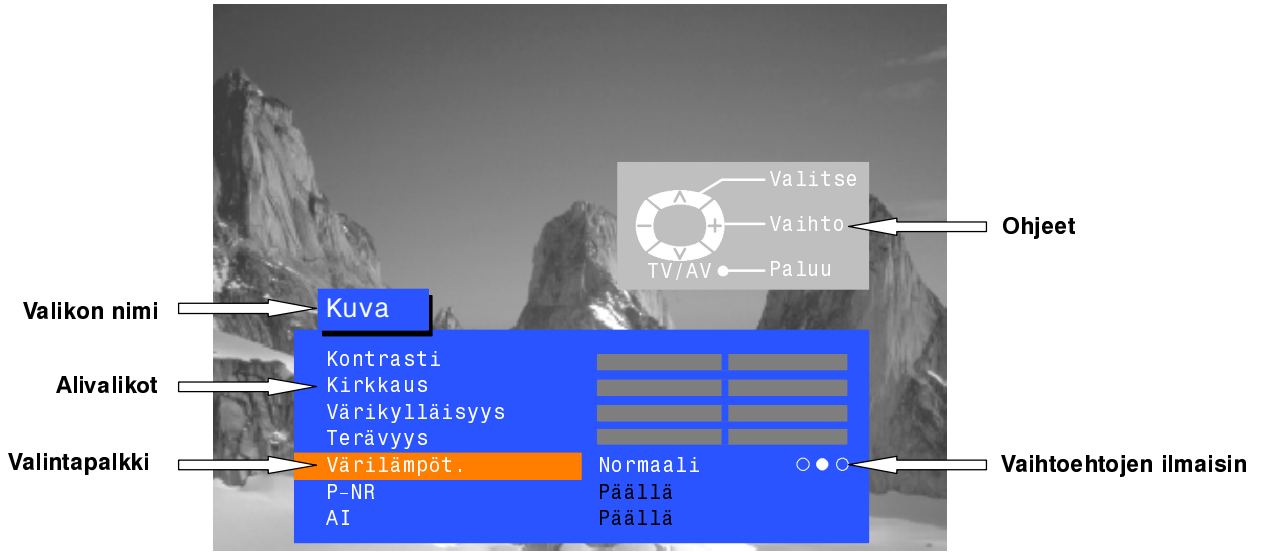 Valitse
Vaihto
TV/AV Paluu
Ohjeet
Valikon nimi
Kuva
Kontrasti
Alivalikot
Kirkkaus
Värikylläisyys
Terävyys
Valintapalkki
Värilämpöt. Normaali
Vaihtoehtojen ilmaisin
P-NR Päällä
AI Päällä